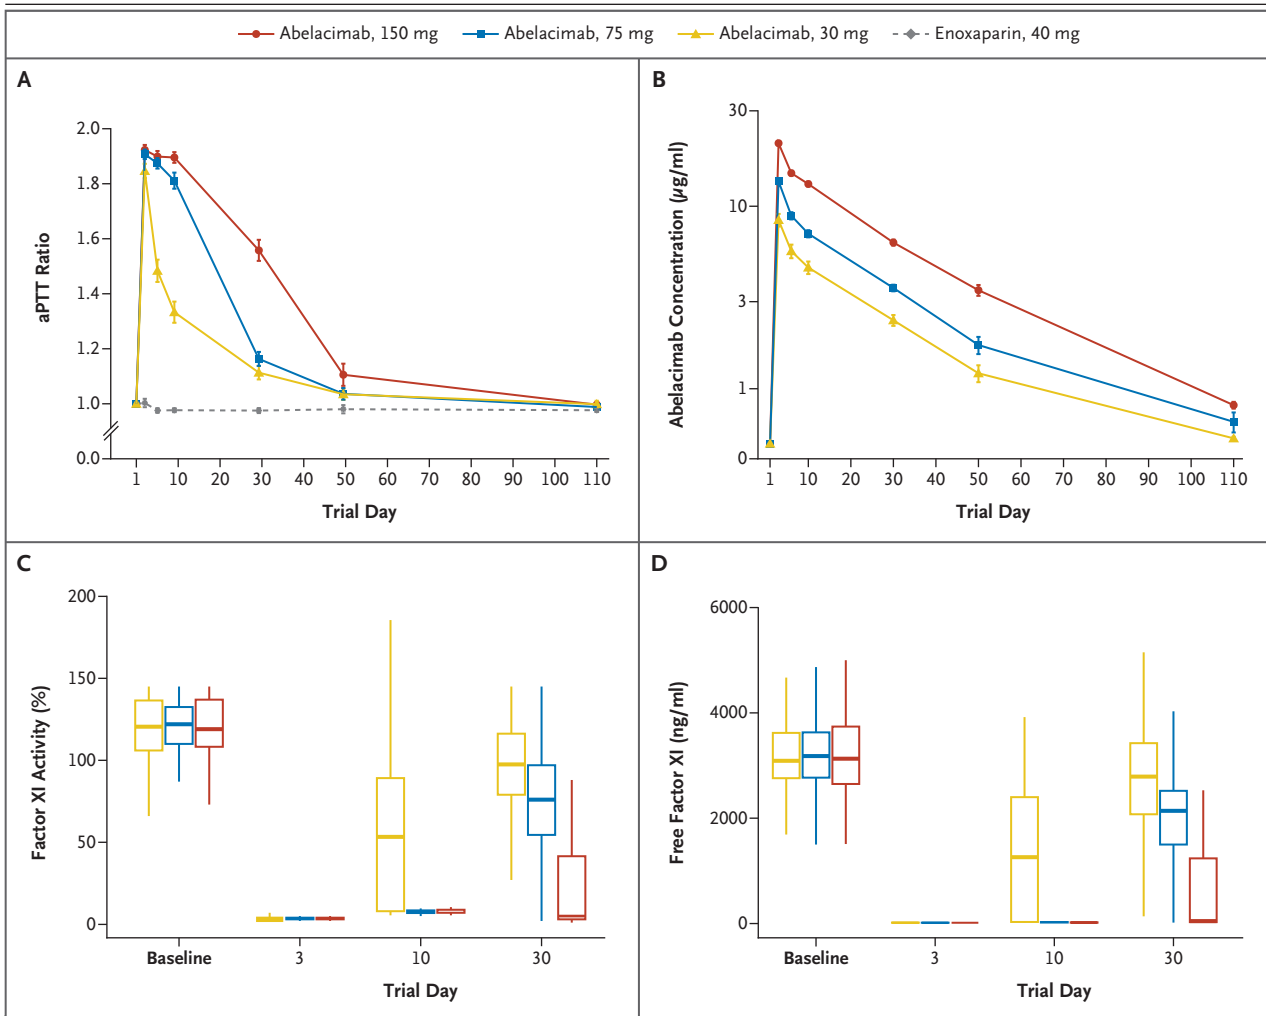 Abelacimab, 150 mg Abelacimab, 75 mg Abelacimab, 30 mg Enoxaparin, 40 mg
A
aPTT Ratio
2.0
1.8
1.6
1.4
1.2
1.0
0.0
1 10 20 30 40 50 60 70 80 90 100 110
Trial Day
B
Abelacimab Concentration (µg/ml)
30
10
3
1
0
1 10 20 30 40 50 60 70 80 90 100 110
Trial Day
C
Factor XI Activity (%)
200
150
100
50
0
Baseline 3 10 30
Trial Day
D
Free Factor XI (ng/ml)
6000
4000
2000
0
Baseline 3 10 30
Trial Day